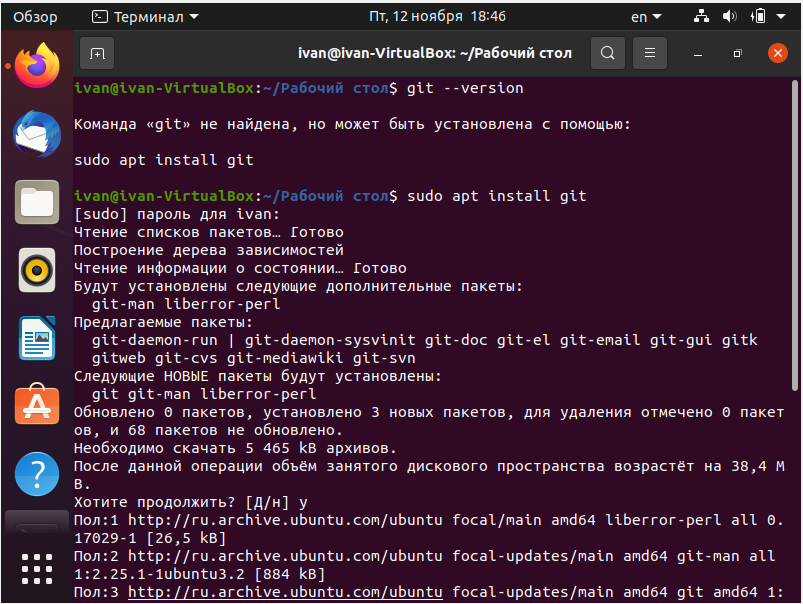 Обзор Терминал Пт, 12 ноября 18:46 en
ivan@ivan-VirtualBox: ~/Рабочий стол
ivan@ivan-VirtualBox:~/Рабочий стол$ git --version
Команда «git» не найдена, но может быть установлена с помощью:
sudo apt install git
ivan@ivan-VirtualBox:~/Рабочий стол$ sudo apt install git
[sudo] пароль для ivan:
Чтение списков пакетов… Готово
Построение дерева зависимостей
Чтение информации о состоянии… Готово
Будут установлены следующие дополнительные пакеты:
git-man liberror-perl
Предлагаемые пакеты:
git-daemon-run | git-daemon-sysvinit git-doc git-el git-email git-gui gitk
gitweb git-cvs git-mediawiki git-svn
Следующие НОВЫЕ пакеты будут установлены:
git git-man liberror-perl
Обновлено 0 пакетов, установлено 3 новых пакетов, для удаления отмечено 0 пакет
ов, и 68 пакетов не обновлено.
Необходимо скачать 5 465 kB архивов.
После данной операции объём занятого дискового пространства возрастёт на 38,4 M
B.
Хотите продолжить? [Д/н] y
Пол:1 http://ru.archive.ubuntu.com/ubuntu focal/main amd64 liberror-perl all 0.
17029-1 [26,5 kB]
Пол:2 http://ru.archive.ubuntu.com/ubuntu focal-updates/main amd64 git-man all
1:2.25.1-1ubuntu3.2 [884 kB]
Пол:3 http://ru.archive.ubuntu.com/ubuntu focal-updates/main amd64 git amd64 1: